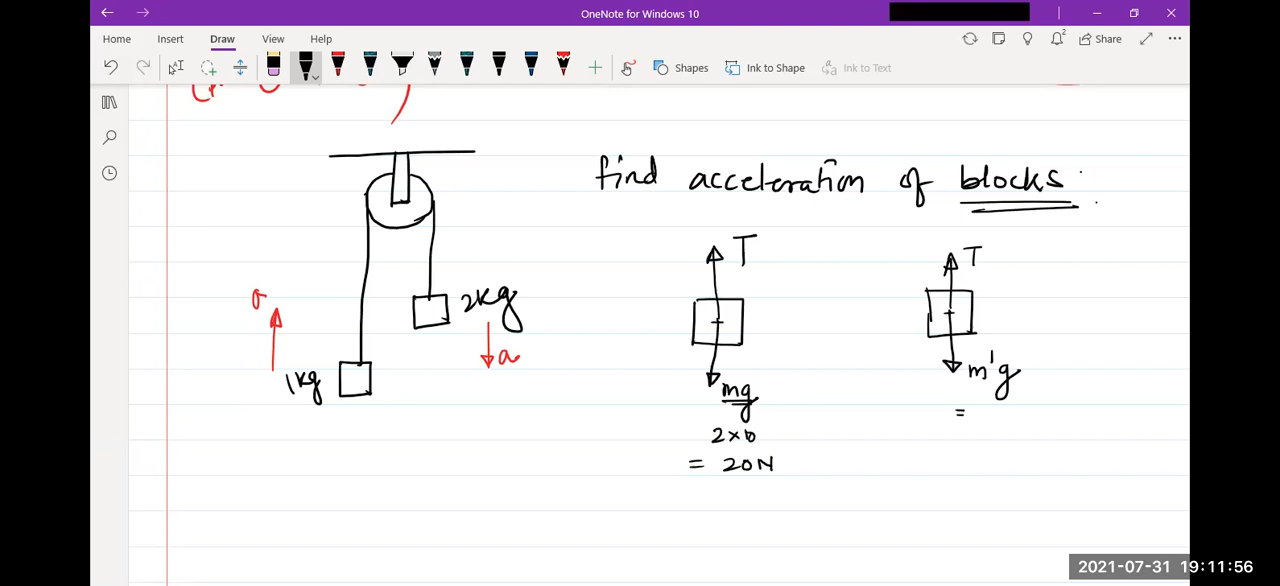 OneNote for Windows 10
Home Insert Draw View Help
Share
Shapes
Ink to Shape
Ink to Text
find acceleration of blocks.
T
T
2kg
a
a
1kg
mg
m'g
=
2×10
= 20N
2021-07-31 19:11:56